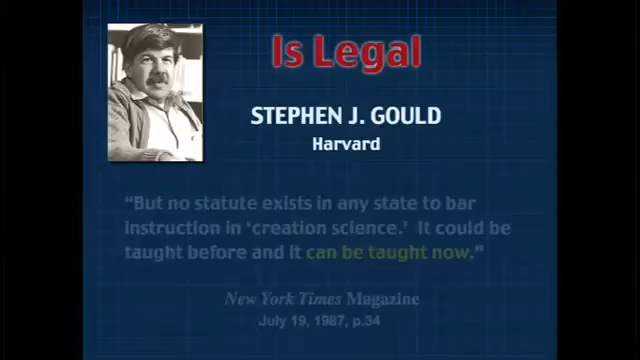 Is Legal
STEPHEN J. GOULD
Harvard
“But no statute exists in any state to bar
instruction in ‘creation science.’ It could be
taught before and it can be taught now.”
New York Times Magazine
July 19, 1987, p.34